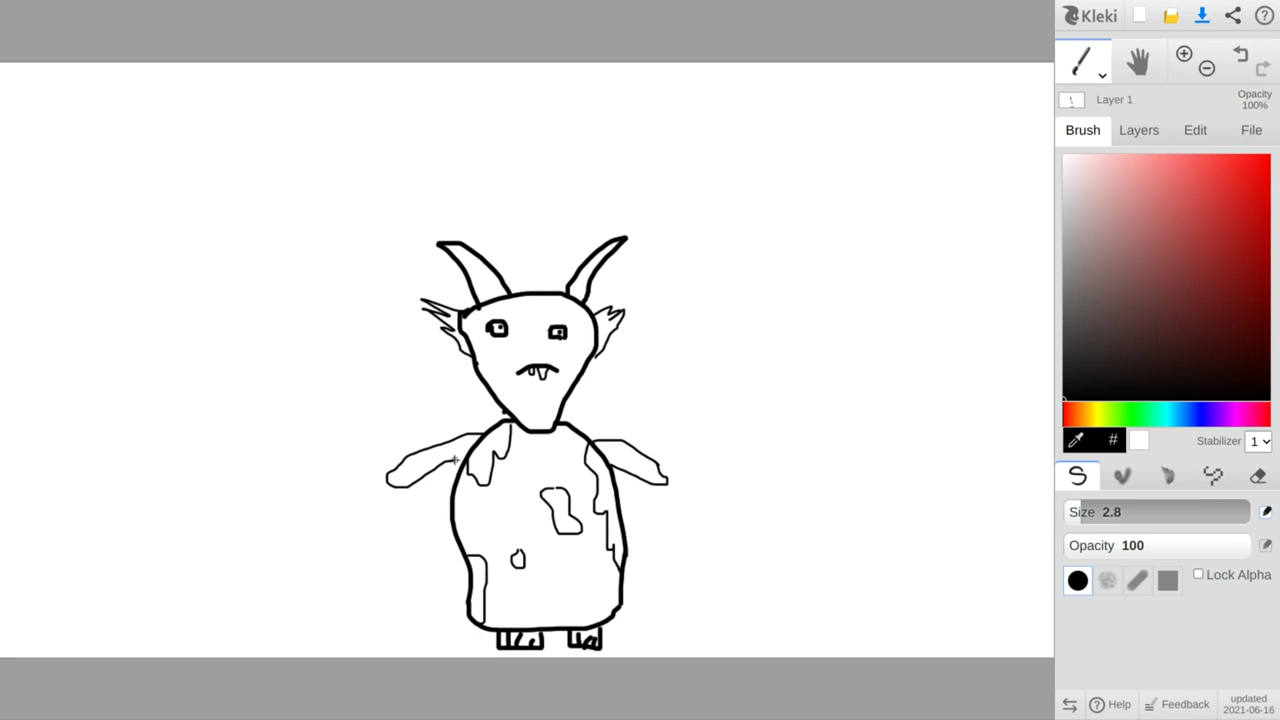 Kleki
Layer 1
Opacity
100%
Brush Layers Edit File
# Stabilizer 1
Size 2.8
Opacity 100
Lock Alpha
Help Feedback updated
2021-06-16